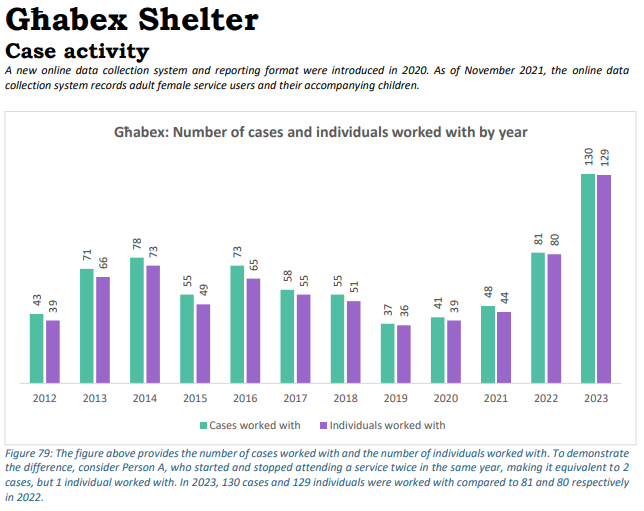 Għabex Shelter
Case activity
A new online data collection system and reporting format were introduced in 2020. As of November 2021, the online data
collection system records adult female service users and their accompanying children.
Għabex: Number of cases and individuals worked with by year
43 39 71 66 78 73 55 49 73 65 58 55 55 51 37 36 41 39 48 44 81 80 130 129
2012 2013 2014 2015 2016 2017 2018 2019 2020 2021 2022 2023
Cases worked with Individuals worked with
Figure 79: The figure above provides the number of cases worked with and the number of individuals worked with. To demonstrate
the difference, consider Person A, who started and stopped attending a service twice in the same year, making it equivalent to 2
cases, but 1 individual worked with. In 2023, 130 cases and 129 individuals were worked with compared to 81 and 80 respectively
in 2022.